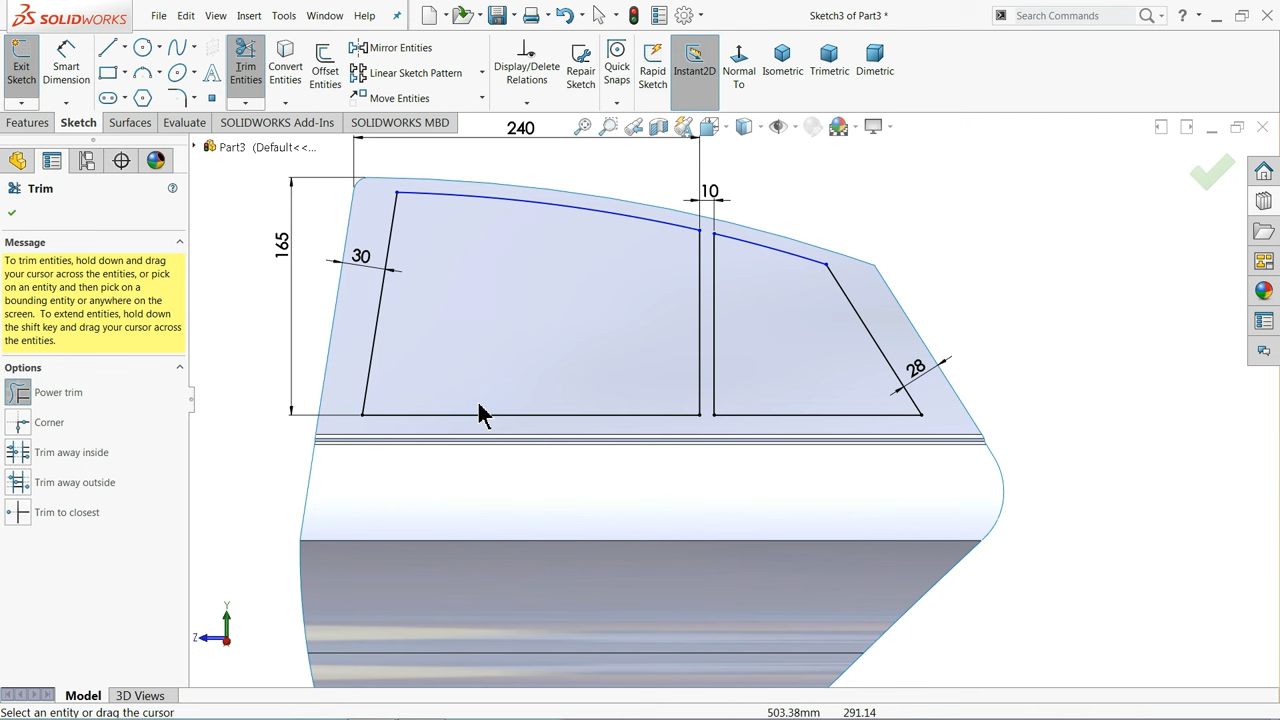 SOLIDWORKS File Edit View Insert Tools Window Help Sketch3 of Part3 * Search Commands ?
Exit Sketch Smart Dimension Trim Entities Convert Entities Offset Entities Mirror Entities Linear Sketch Pattern Move Entities Display/Delete Relations Repair Sketch Quick Snaps Rapid Sketch Instant2D Normal To Isometric Trimetric Dimetric
Features Sketch Surfaces Evaluate SOLIDWORKS Add-Ins SOLIDWORKS MBD
240
Part3 (Default<<...
Trim
10
165
30
28
Message
To trim entities, hold down and drag
your cursor across the entities, or pick
on an entity and then pick on a
bounding entity or anywhere on the
screen. To extend entities, hold down
the shift key and drag your cursor across
the entities.
Options
Power trim
Corner
Trim away inside
Trim away outside
Trim to closest
Y
Z
Model 3D Views
Select an entity or drag the cursor 503.38mm 291.14